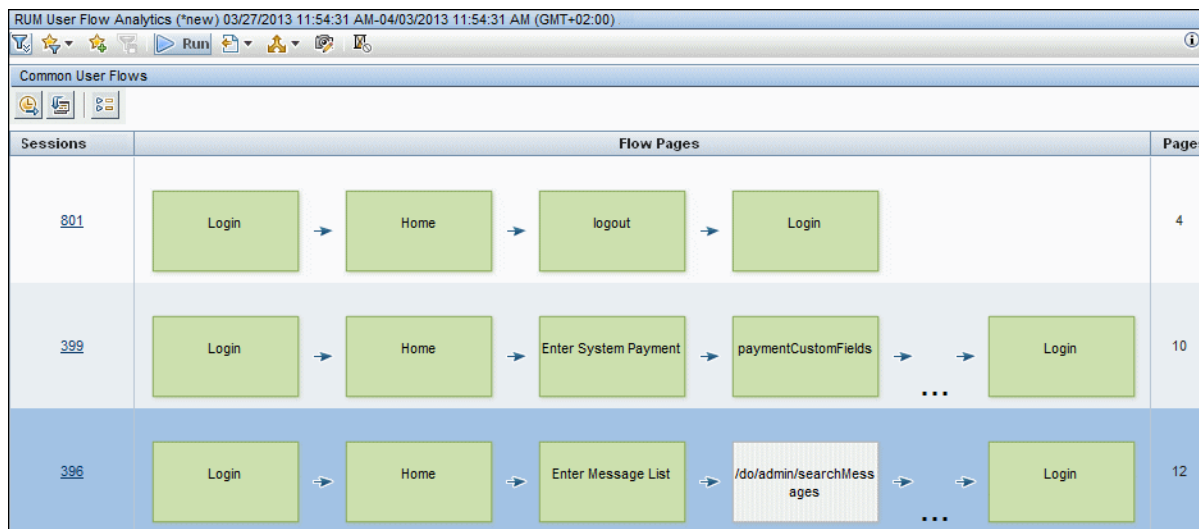 RUM User Flow Analytics (*new) 03/27/2013 11:54:31 AM-04/03/2013 11:54:31 AM (GMT+02:00)
Run
Common User Flows
Sessions Flow Pages Pages
801 Login Home logout Login 4
399 Login Home Enter System Payment paymentCustomFields ... Login 10
396 Login Home Enter Message List /do/admin/searchMess
ages ... Login 12